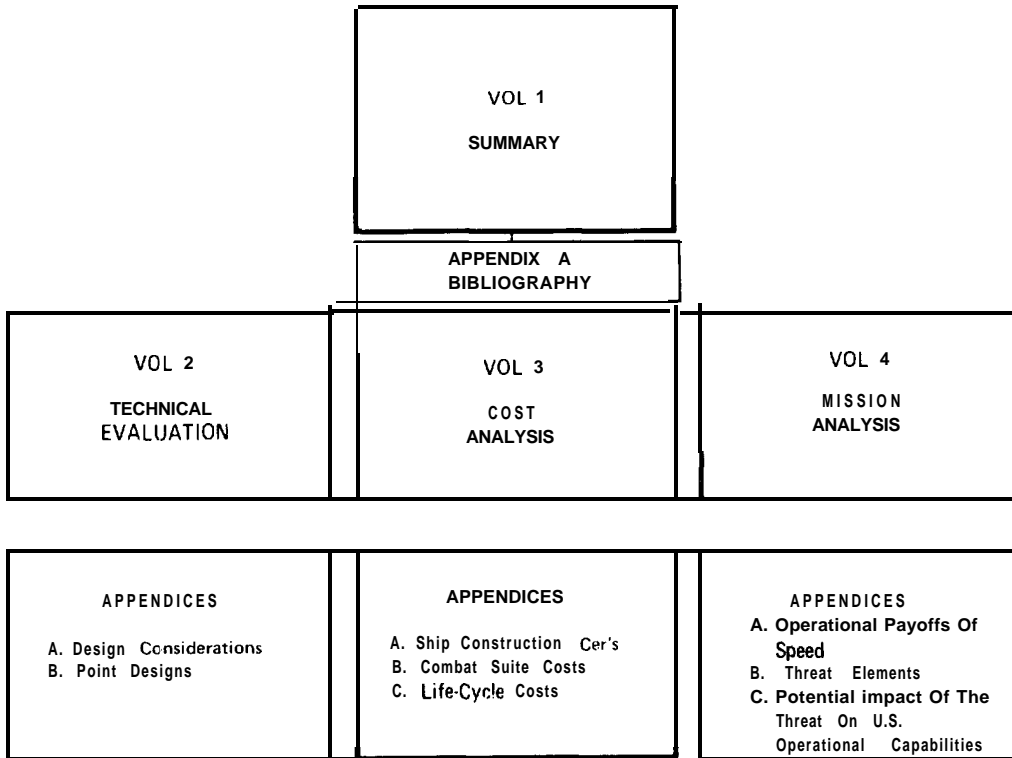 VOL 1
SUMMARY
APPENDIX A
BIBLIOGRAPHY
VOL 2
TECHNICAL
EVALUATION
VOL 3
COST
ANALYSIS
VOL 4
MISSION
ANALYSIS
APPENDICES
A. Design Considerations
B. Point Designs
APPENDICES
A. Ship Construction Cer's
B. Combat Suite Costs
C. Life-Cycle Costs
APPENDICES
A. Operational Payoffs Of
Speed
B. Threat Elements
C. Potential impact Of The
Threat On U.S.
Operational Capabilities